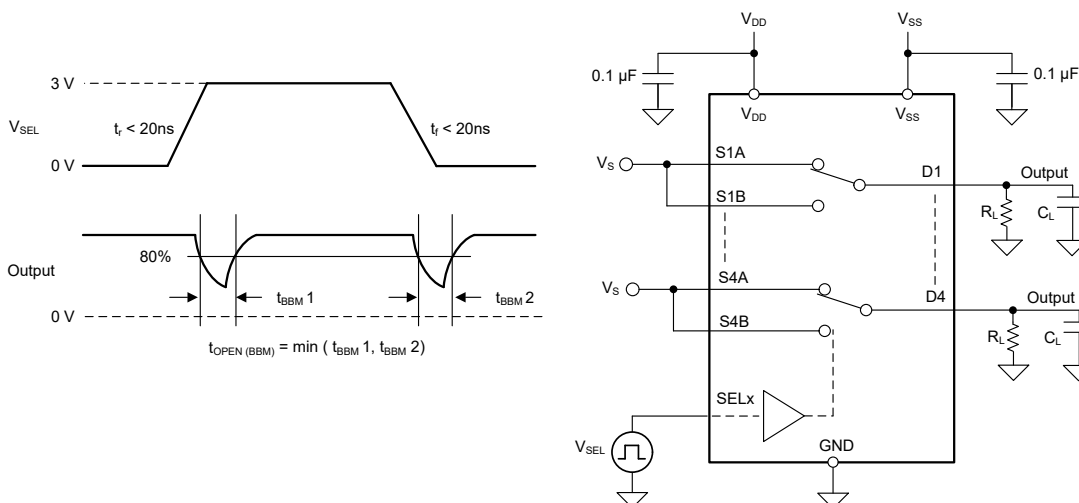 3 V
V_SEL
t_r < 20ns
t_f < 20ns
0 V
80%
Output
t_BBM 1
t_BBM 2
0 V
t_OPEN (BBM) = min ( t_BBM 1, t_BBM 2)
V_DD
V_SS
0.1 µF
0.1 µF
V_DD
V_SS
V_S
S1A
D1
Output
S1B
R_L
C_L
V_S
S4A
D4
Output
S4B
R_L
C_L
SELx
V_SEL
GND